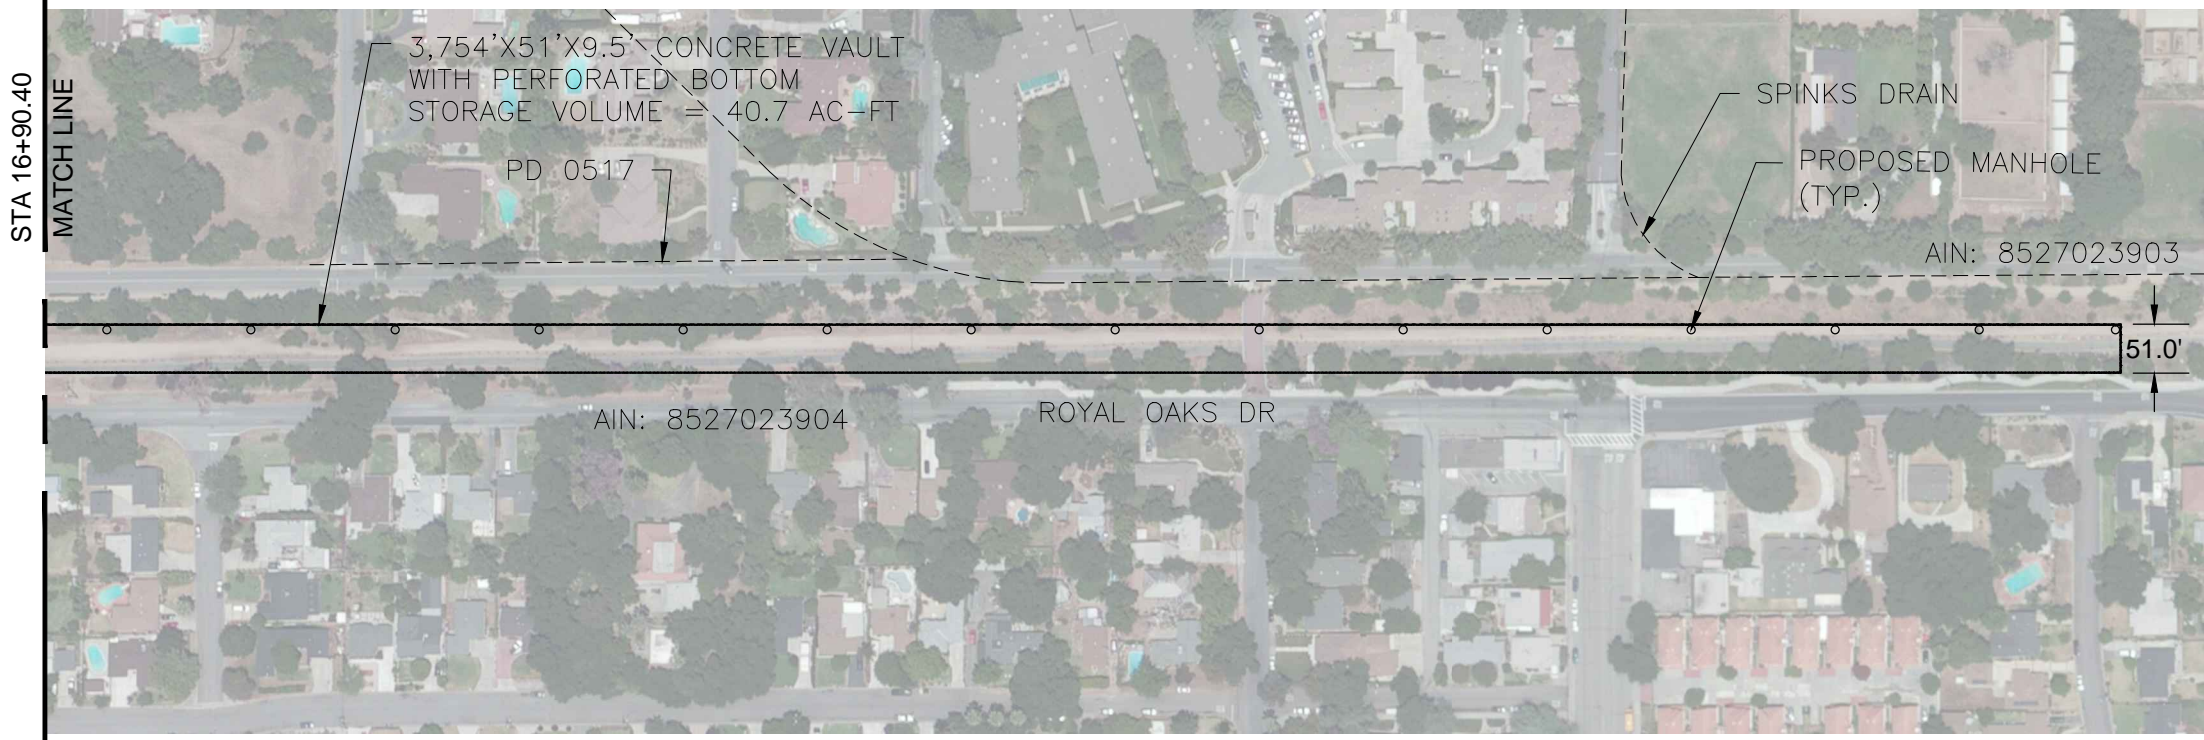 STA 16+90.40
MATCH LINE
3,754'X51'X9.5' CONCRETE VAULT
WITH PERFORATED BOTTOM
STORAGE VOLUME = 40.7 AC-FT
PD 0517
SPINKS DRAIN
PROPOSED MANHOLE
(TYP.)
AIN: 8527023903
51.0'
AIN: 8527023904
ROYAL OAKS DR